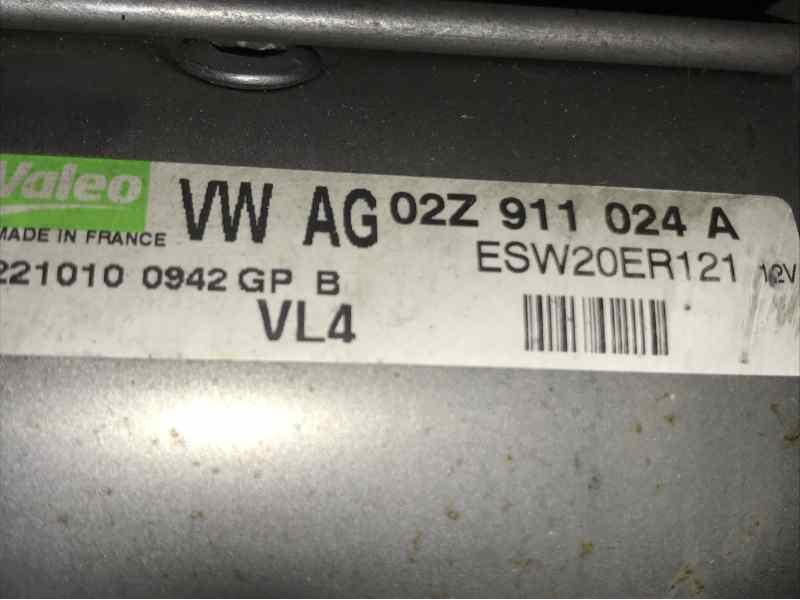 Valeo
MADE IN FRANCE
VW AG 02Z 911 024 A
ESW20ER121 12V
221010 0942 GP B
VL4